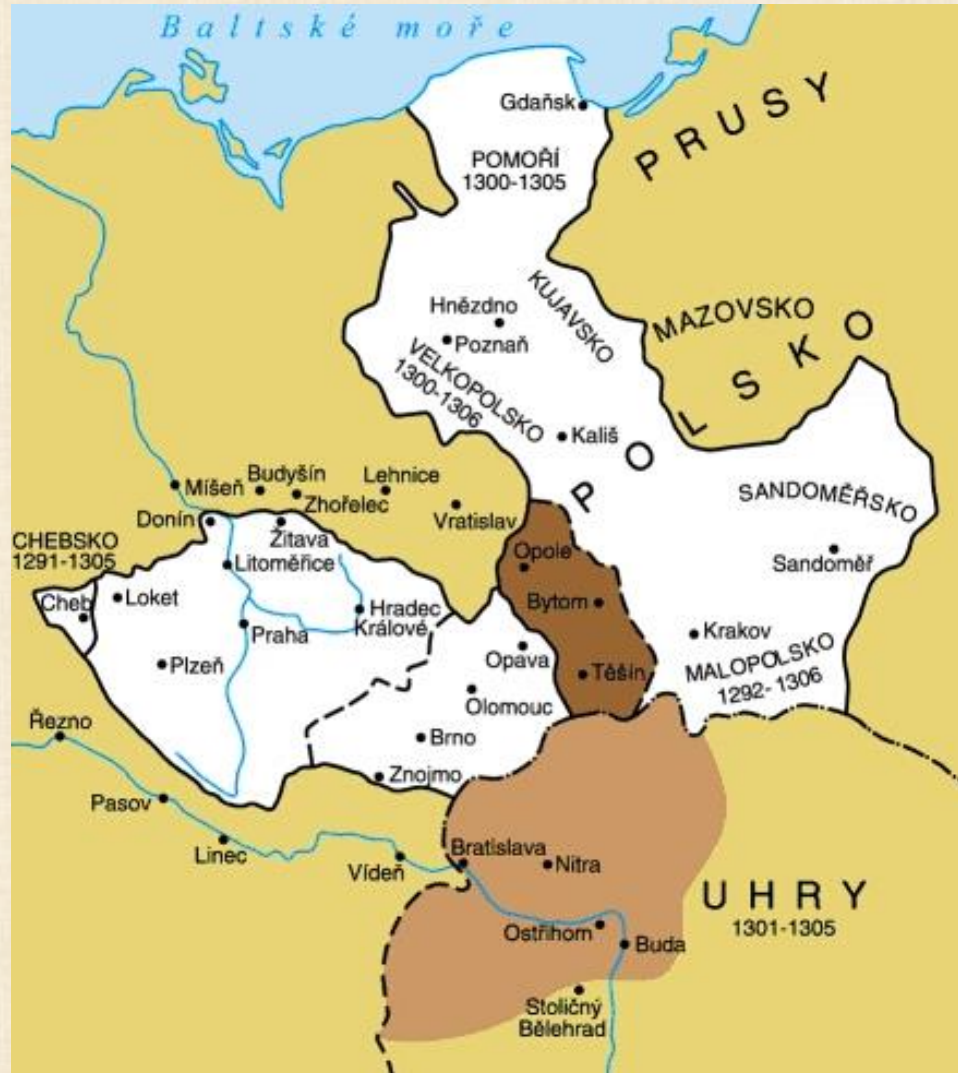 Baltské moře
Gdaňsk
PRUSY
POMOŘÍ
1300-1305
KUJAVSKO
Hnězdno
MAZOVSKO
Poznaň
VELKOPOLSKO
1300-1306
POLSKO
Kališ
Lehnice
Budyšín
Míšeň
Zhořelec
SANDOMĚŘSKO
Vratislav
Donín
CHEBSKO
1291-1305
Žitava
Litoměřice
Sandoměř
Opole
Cheb
Loket
Bytom
Hradec
Králové
Praha
Krakov
Opava
Plzeň
MALOPOLSKO
1292-1306
Těšín
Olomouc
Řezno
Brno
Znojmo
Pasov
Linec
Vídeň
Bratislava
Nitra
UHRY
1301-1305
Ostřihom
Buda
Stoličný
Bělehrad